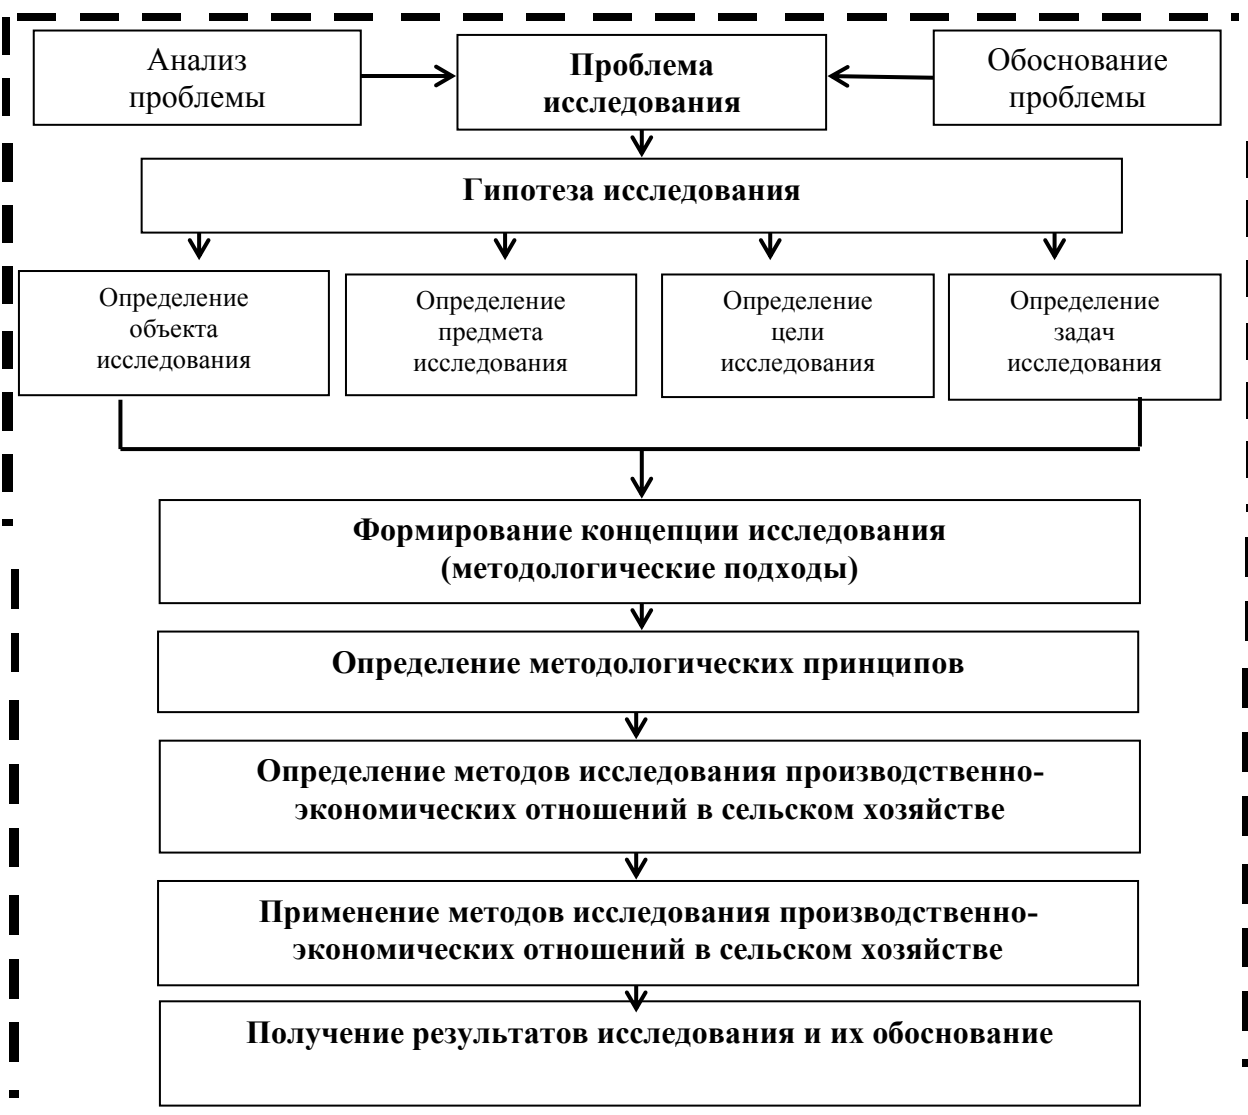 Анализ
проблемы
Проблема
исследования
Обоснование
проблемы
Гипотеза исследования
Определение
объекта
исследования
Определение
предмета
исследования
Определение
цели
исследования
Определение
задач
исследования
Формирование концепции исследования
(методологические подходы)
Определение методологических принципов
Определение методов исследования производственно-
экономических отношений в сельском хозяйстве
Применение методов исследования производственно-
экономических отношений в сельском хозяйстве
Получение результатов исследования и их обоснование